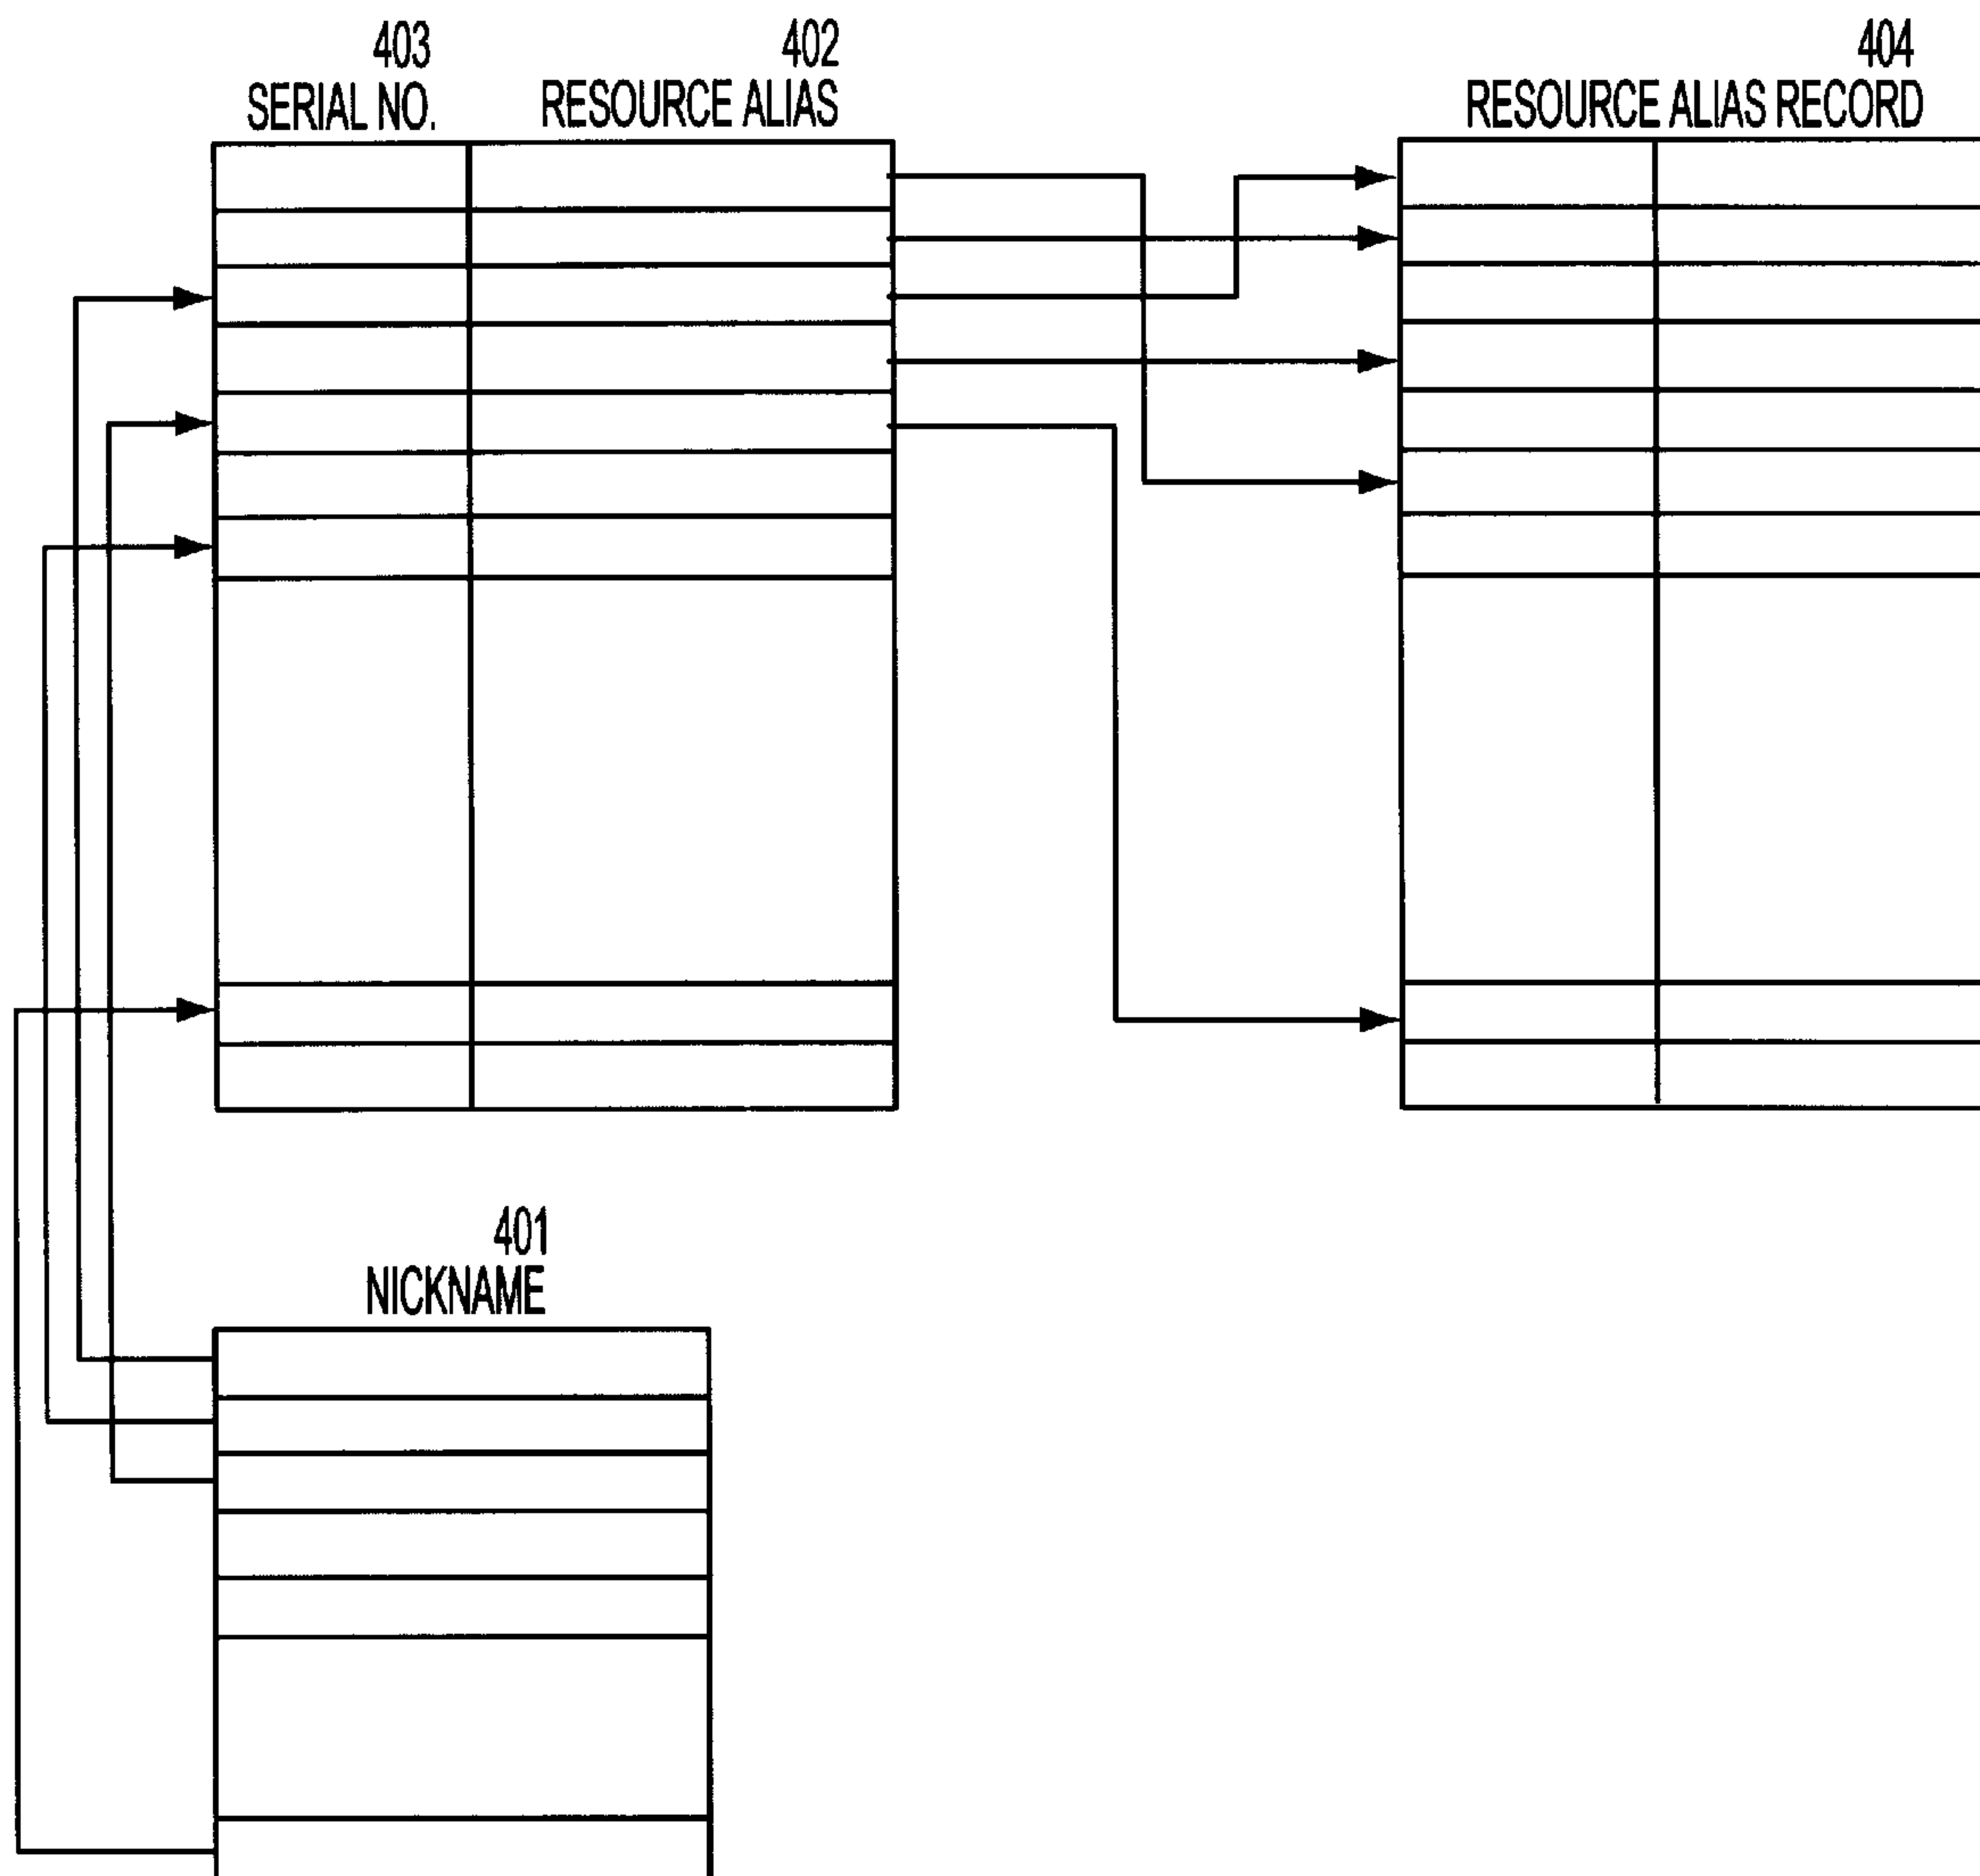 403
SERIAL NO.
402
RESOURCE ALIAS
404
RESOURCE ALIAS RECORD
401
NICKNAME